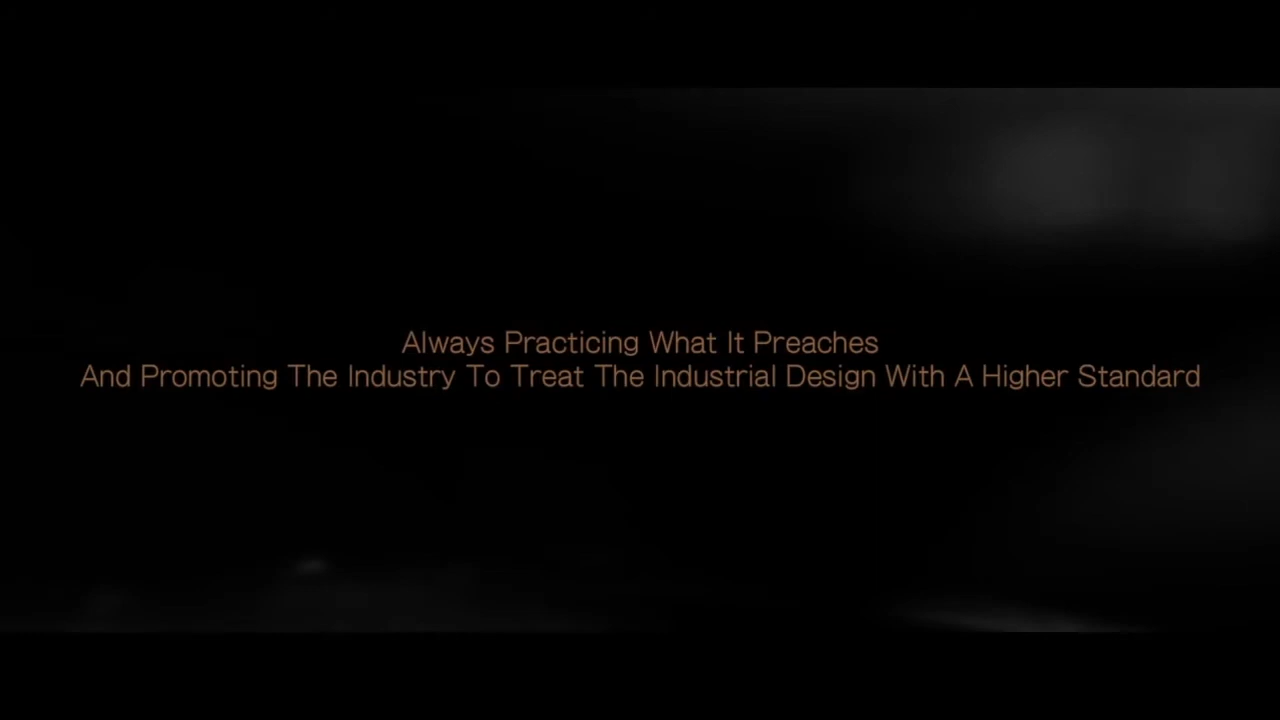 Always Practicing What It Preaches
And Promoting The Industry To Treat The Industrial Design With A Higher Standard